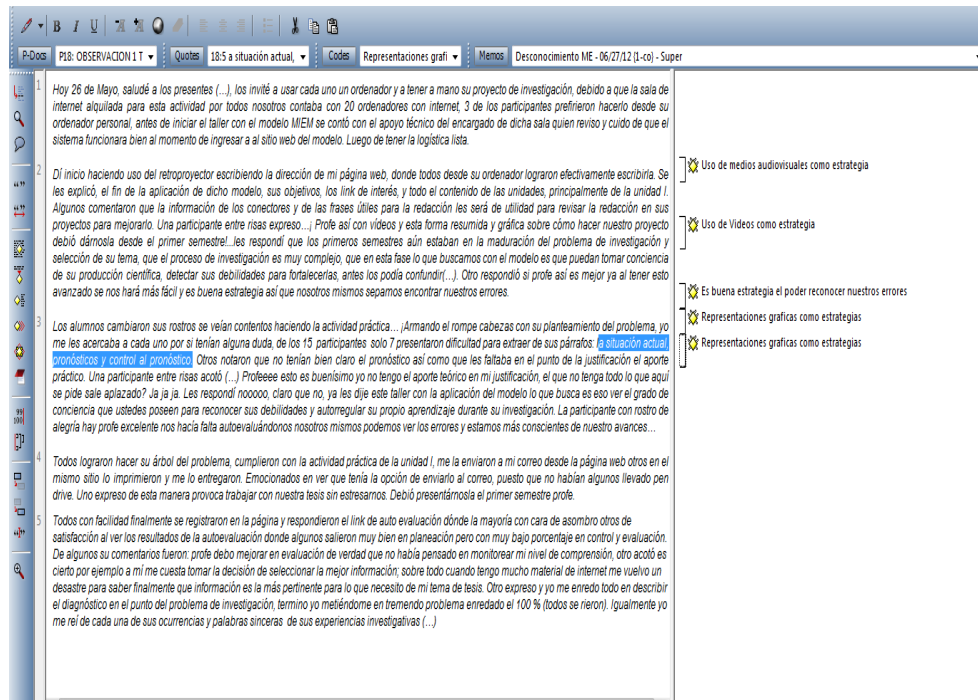 B I U
P-Docs P18: OBSERVACION 1 T Quotes 18:5 a situación actual, Codes Representaciones grafi Memos Desconocimiento ME - 06/27/12 {1-co} - Super
1
Hoy 26 de Mayo, saludé a los presentes (...), los invité a usar cada uno un ordenador y a tener a mano su proyecto de investigación, debido a que la sala de
internet alquilada para esta actividad por todos nosotros contaba con 20 ordenadores con internet, 3 de los participantes prefirieron hacerlo desde su
ordenador personal, antes de iniciar el taller con el modelo MIEM se contó con el apoyo técnico del encargado de dicha sala quien reviso y cuido de que el
sistema funcionara bien al momento de ingresar a al sitio web del modelo. Luego de tener la logística lista.
2
Dí inicio haciendo uso del retroproyector escribiendo la dirección de mi página web, donde todos desde su ordenador lograron efectivamente escribirla. Se
les explicó, el fin de la aplicación de dicho modelo, sus objetivos, los link de interés, y todo el contenido de las unidades, principalmente de la unidad I.
Algunos comentaron que la información de los conectores y de las frases útiles para la redacción les será de utilidad para revisar la redacción en sus
proyectos para mejorarlo. Una participante entre risas expreso...¡ Profe así con vídeos y esta forma resumida y gráfica sobre cómo hacer nuestro proyecto
debió dárnosla desde el primer semestre!...les respondí que los primeros semestres aún estaban en la maduración del problema de investigación y
selección de su tema, que el proceso de investigación es muy complejo, que en esta fase lo que buscamos con el modelo es que puedan tomar conciencia
de su producción científica, detectar sus debilidades para fortalecerlas, antes los podía confundir(...). Otro respondió si profe así es mejor ya al tener esto
avanzado se nos hará más fácil y es buena estrategia así que nosotros mismos sepamos encontrar nuestros errores.
3
Los alumnos cambiaron sus rostros se veían contentos haciendo la actividad práctica... ¡Armando el rompe cabezas con su planteamiento del problema, yo
me les acercaba a cada uno por si tenían alguna duda, de los 15 participantes solo 7 presentaron dificultad para extraer de sus párrafos: la situación actual,
pronósticos y control al pronóstico. Otros notaron que no tenían bien claro el pronóstico así como que les faltaba en el punto de la justificación el aporte
práctico. Una participante entre risas acotó (...) Profeeee esto es buenísimo yo no tengo el aporte teórico en mi justificación, el que no tenga todo lo que aquí
se pide sale aplazado? Ja ja ja. Les respondí nooooo, claro que no, ya les dije este taller con la aplicación del modelo lo que busca es eso ver el grado de
conciencia que ustedes poseen para reconocer sus debilidades y autorregular su propio aprendizaje durante su investigación. La participante con rostro de
alegría hay profe excelente nos hacía falta autoevaluándonos nosotros mismos podemos ver los errores y estamos más conscientes de nuestro avances...
4
Todos lograron hacer su árbol del problema, cumplieron con la actividad práctica de la unidad I, me la enviaron a mi correo desde la página web otros en el
mismo sitio lo imprimieron y me lo entregaron. Emocionados en ver que tenía la opción de enviarlo al correo, puesto que no habían algunos llevado pen
drive. Uno expreso de esta manera provoca trabajar con nuestra tesis sin estresarnos. Debió presentárnosla el primer semestre profe.
5
Todos con facilidad finalmente se registraron en la página y respondieron el link de auto evaluación dònde la mayoría con cara de asombro otros de
satisfacción al ver los resultados de la autoevaluación donde algunos salieron muy bien en planeación pero con muy bajo porcentaje en control y evaluación.
De algunos su comentarios fueron: profe debo mejorar en evaluación de verdad que no había pensado en monitorear mi nivel de comprensión, otro acotó es
cierto por ejemplo a mí me cuesta tomar la decisión de seleccionar la mejor información; sobre todo cuando tengo mucho material de internet me vuelvo un
desastre para saber finalmente que información es la más pertinente para lo que necesito de mi tema de tesis. Otro expreso y yo me enredo todo en describir
el diagnóstico en el punto del problema de investigación, termino yo metiéndome en tremendo problema enredado el 100 % (todos se rieron). Igualmente yo
me reí de cada una de sus ocurrencias y palabras sinceras de sus experiencias investigativas (...)
Uso de medios audiovisuales como estrategia
Uso de Videos como estrategia
Es buena estrategia el poder reconocer nuestros errores
Representaciones graficas como estrategias
Representaciones graficas como estrategias